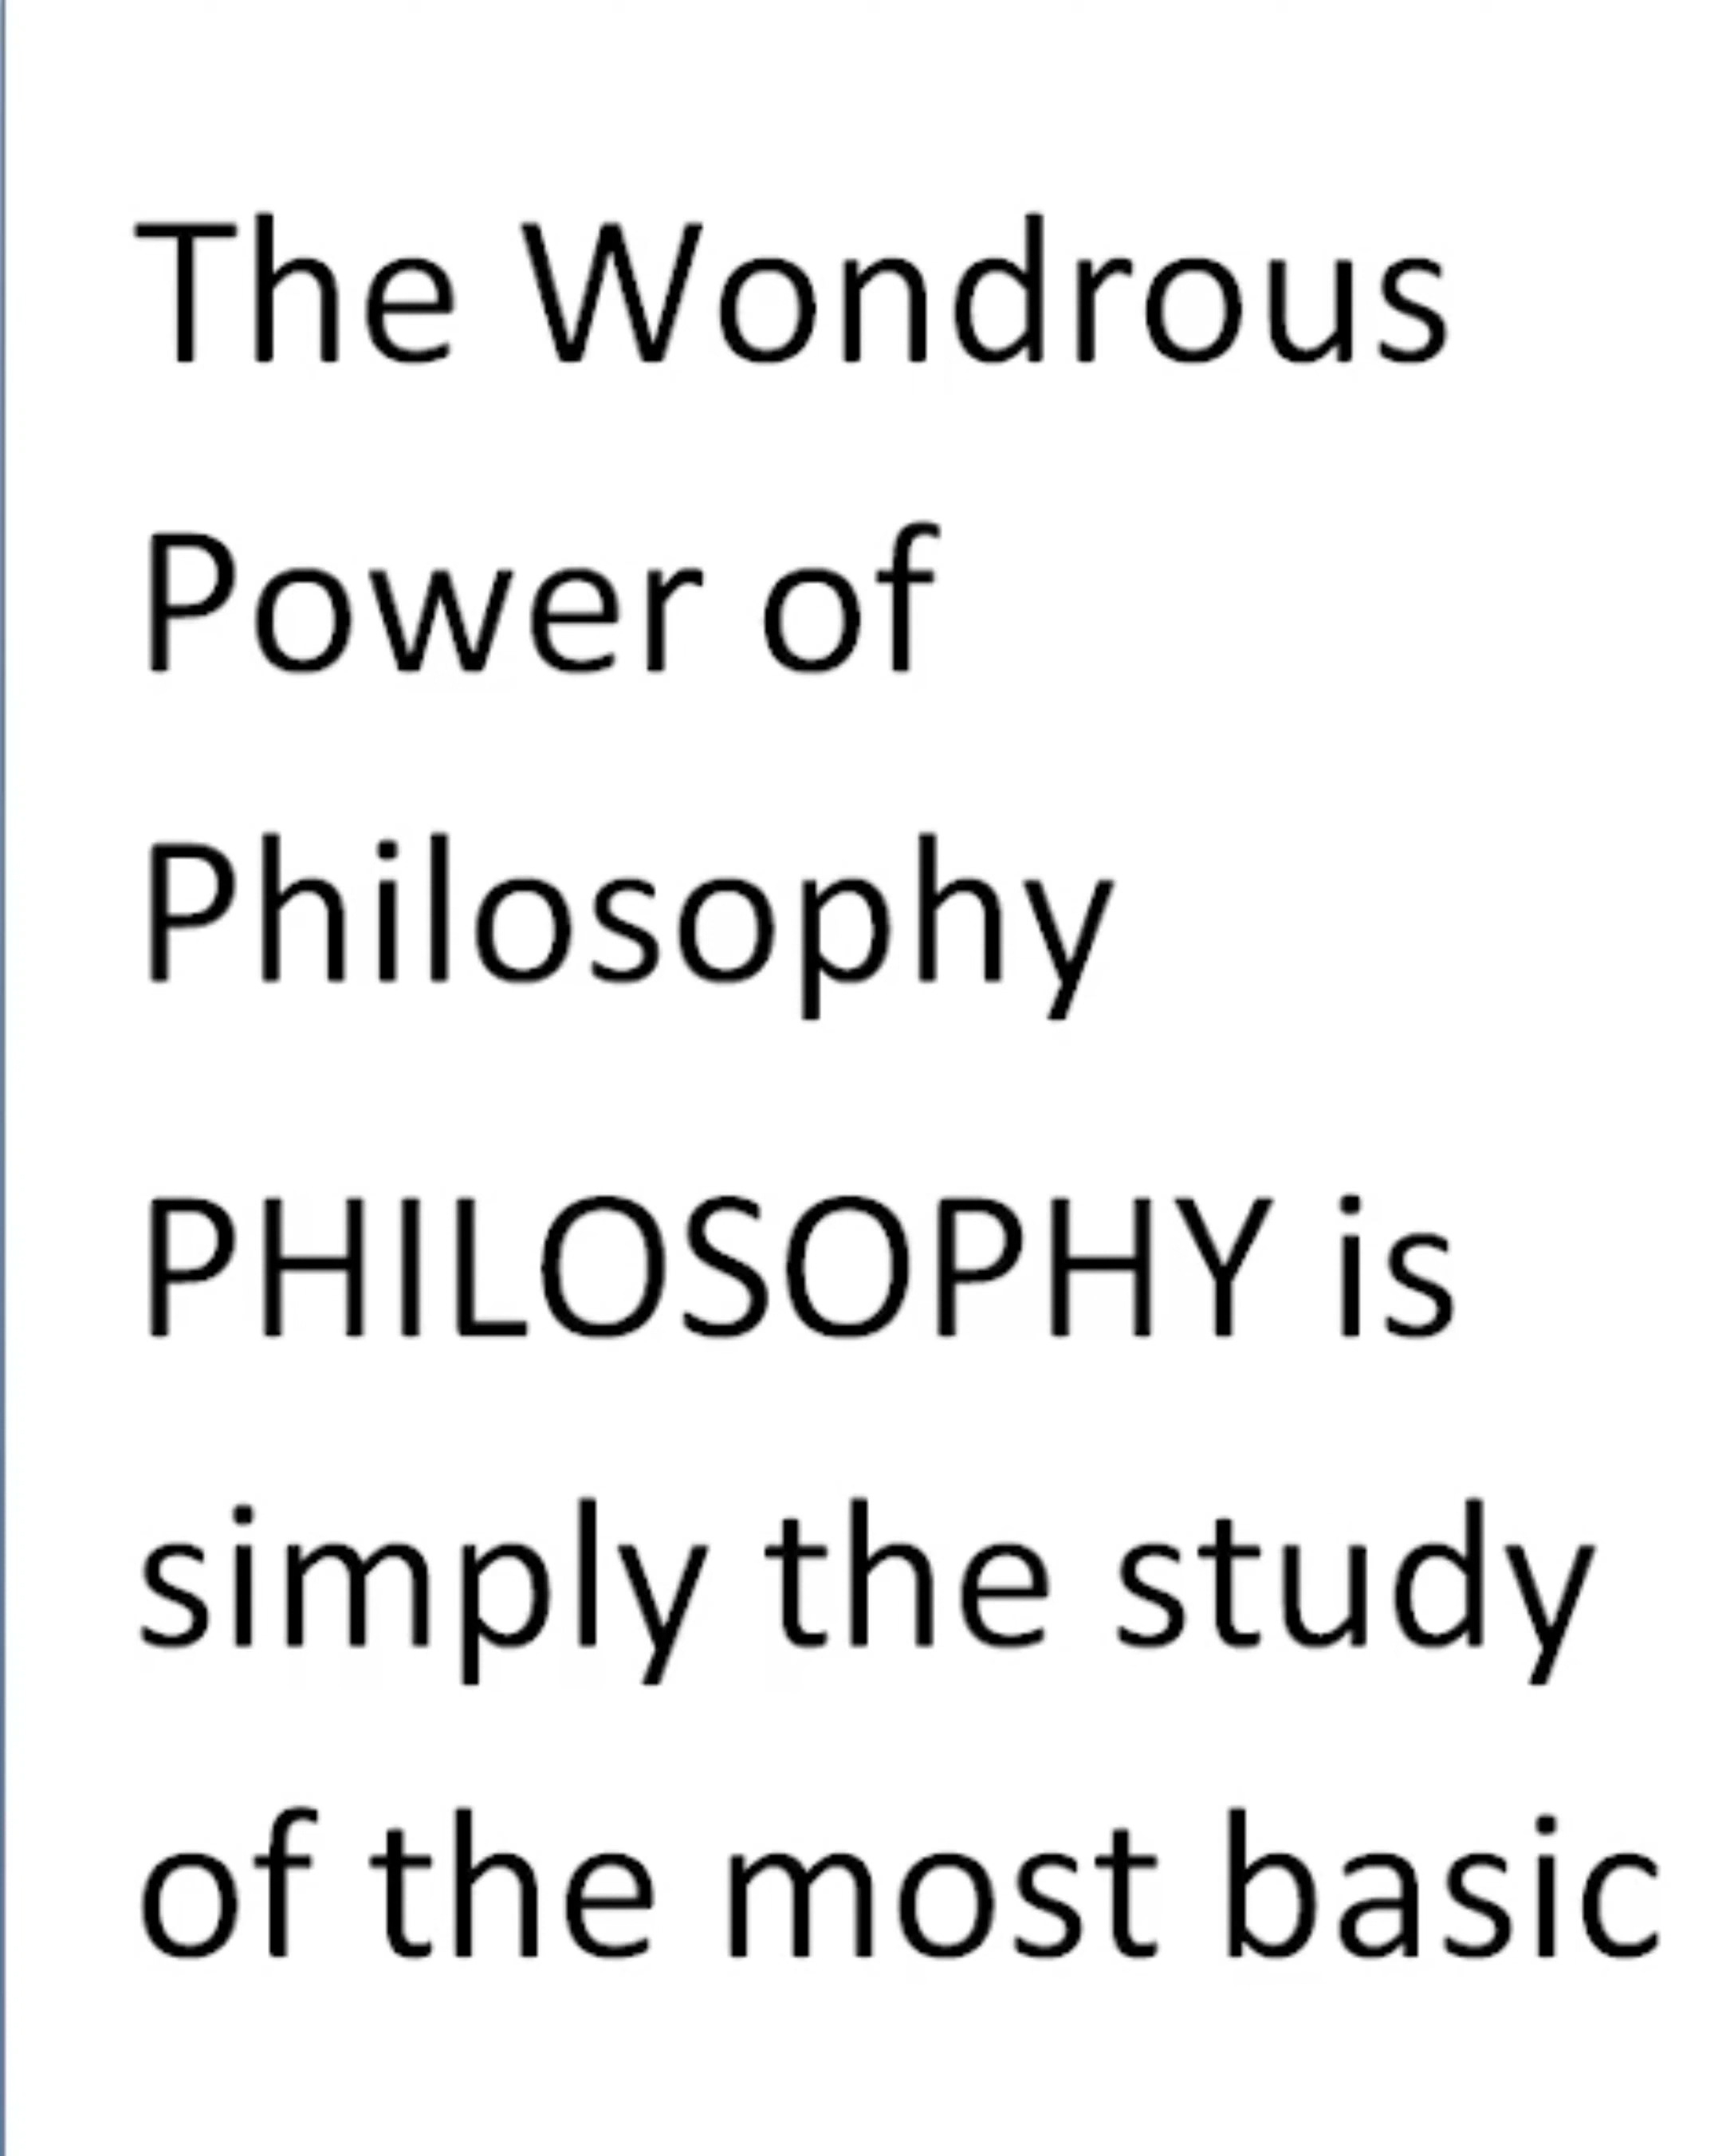 The Wondrous
Power of
Philosophy
PHILOSOPHY is
simply the study
of the most basic